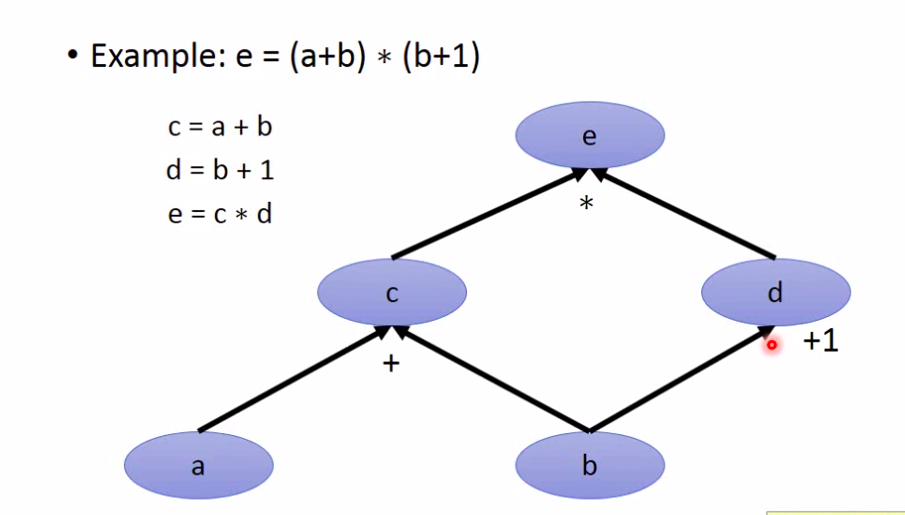 • Example: e = (a+b) ∗ (b+1)
c = a + b
d = b + 1
e = c ∗ d
e
∗
c
d
+
+1
a
b